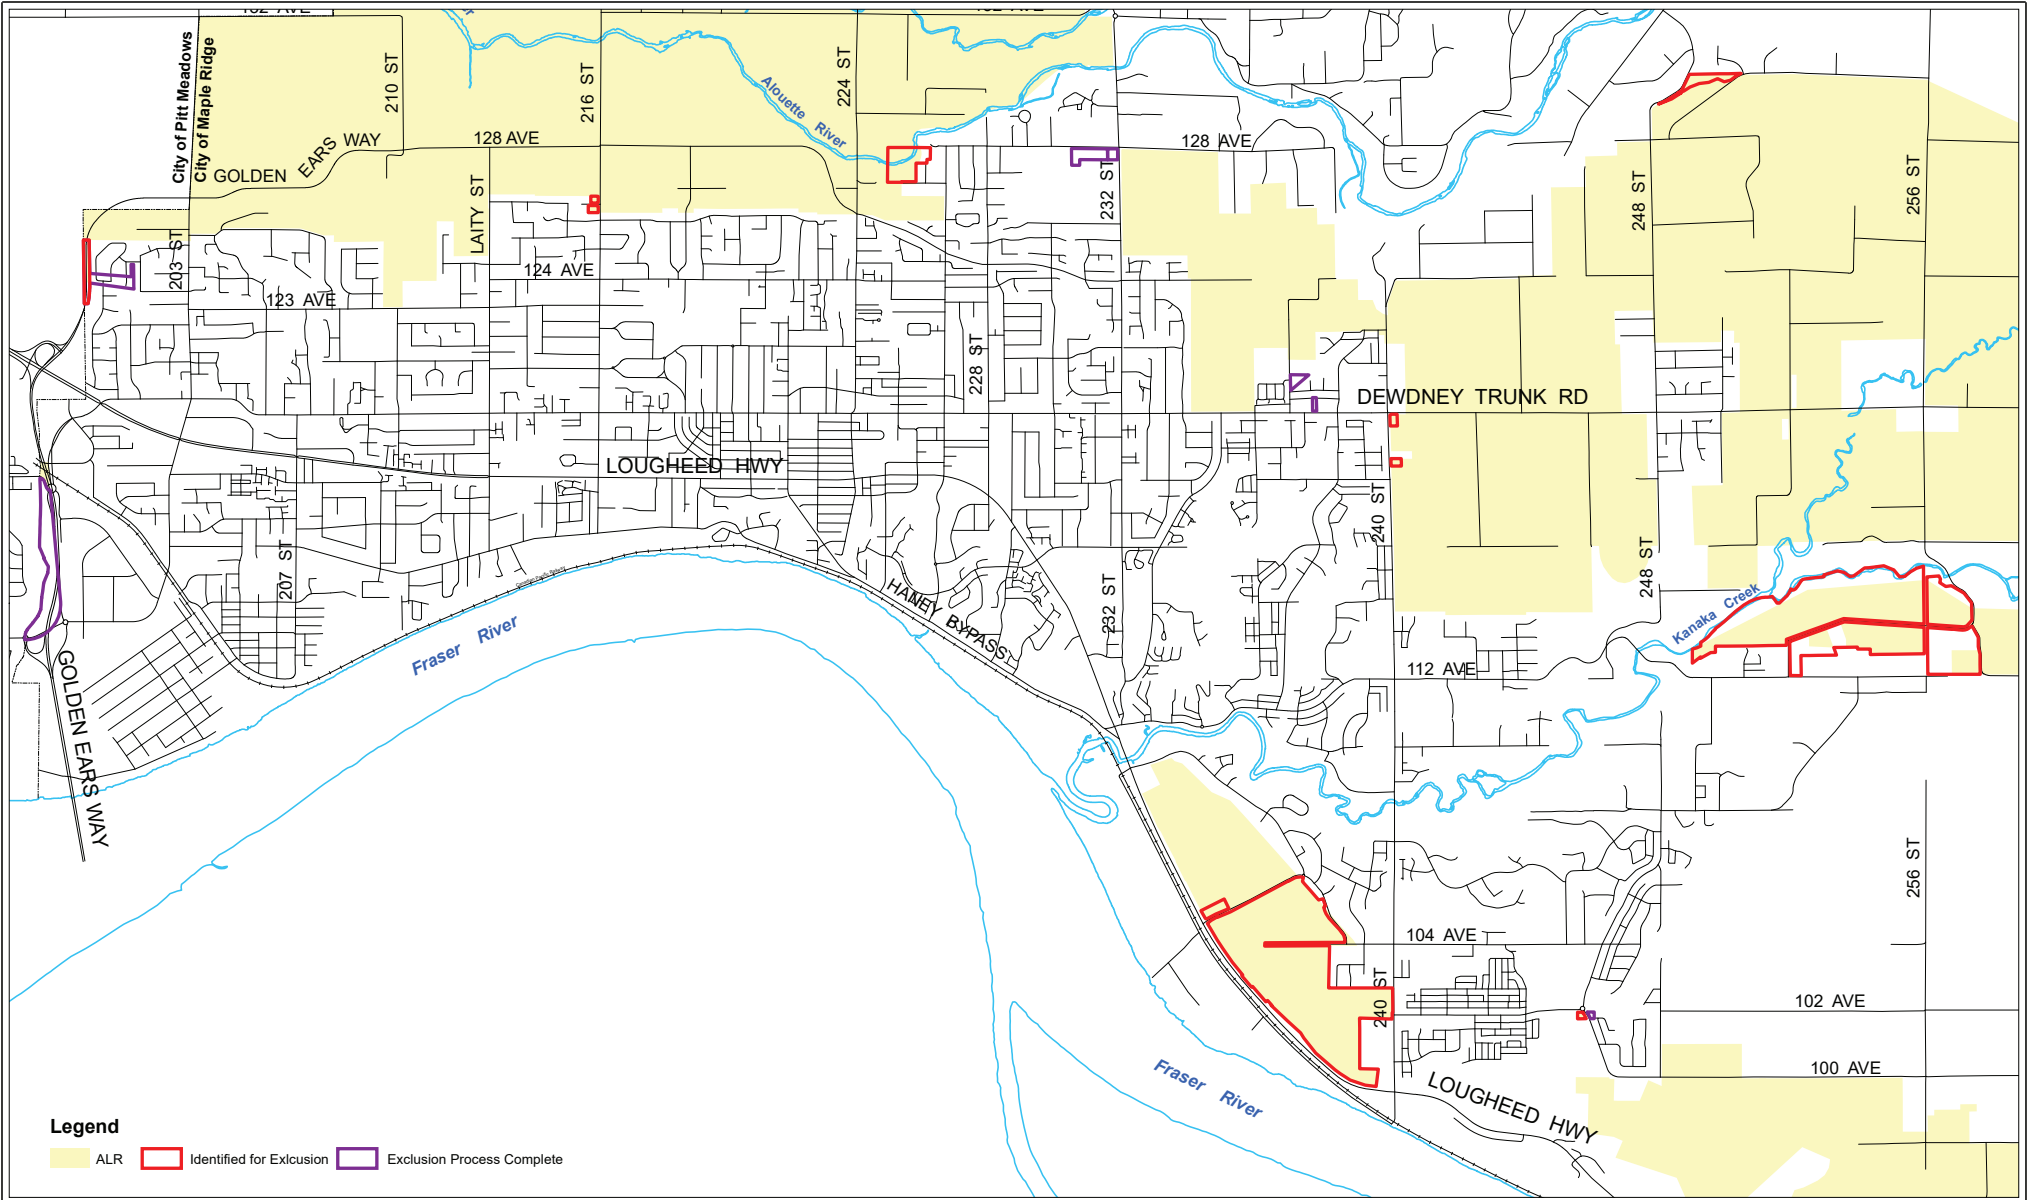 132 AVE
City of Pitt Meadows
City of Maple Ridge
210 ST
216 ST
224 ST
Alouette River
GOLDEN EARS WAY
128 AVE
128 AVE
232 ST
LAITY ST
203 ST
248 ST
256 ST
124 AVE
123 AVE
228 ST
DEWDNEY TRUNK RD
LOUGHEED HWY
240 ST
207 ST
248 ST
HANEY BYPASS
232 ST
Kanaka Creek
Fraser River
112 AVE
GOLDEN EARS WAY
256 ST
104 AVE
240 ST
102 AVE
100 AVE
Fraser River
LOUGHEED HWY
Legend
ALR
Identified for Exlcusion
Exclusion Process Complete